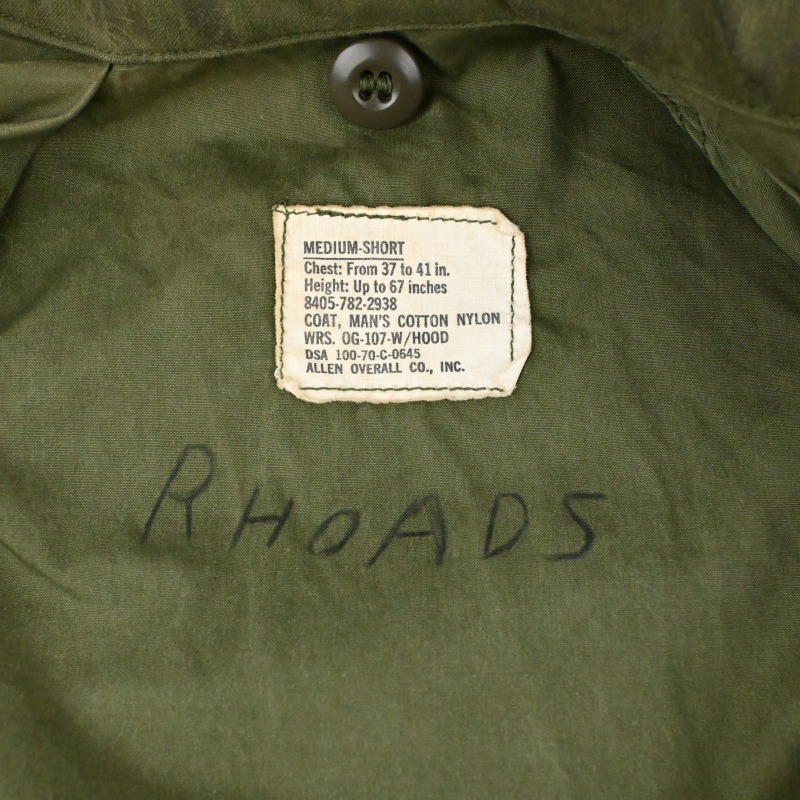 MEDIUM-SHORT
Chest: From 37 to 41 in.
Height: Up to 67 inches
8405-782-2938
COAT, MAN'S COTTON NYLON
WRS. OG-107-W/HOOD
DSA 100-70-C-0645
ALLEN OVERALL CO., INC.
RHOADS